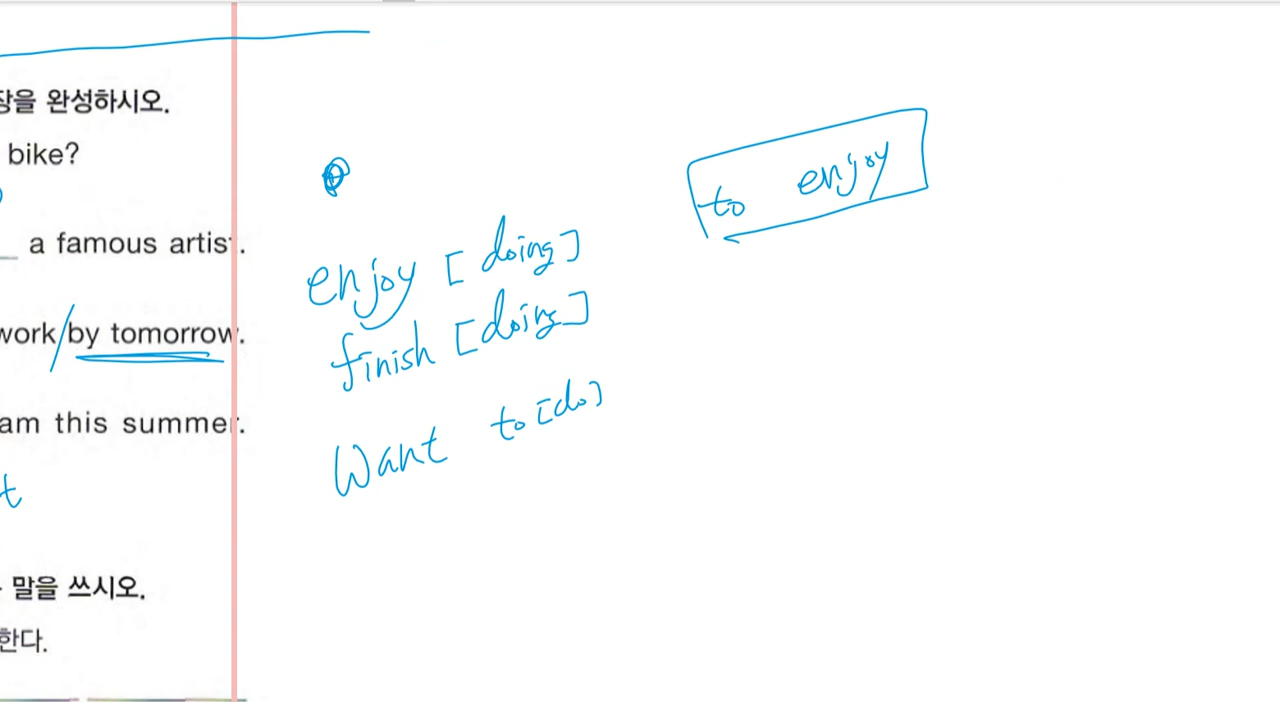 장을 완성하시오.
bike?
to enjoy
a famous artist.
enjoy [doing]
work/by tomorrow.
finish [doing]
am this summer.
want to [do]
t
말을 쓰시오.
한다.